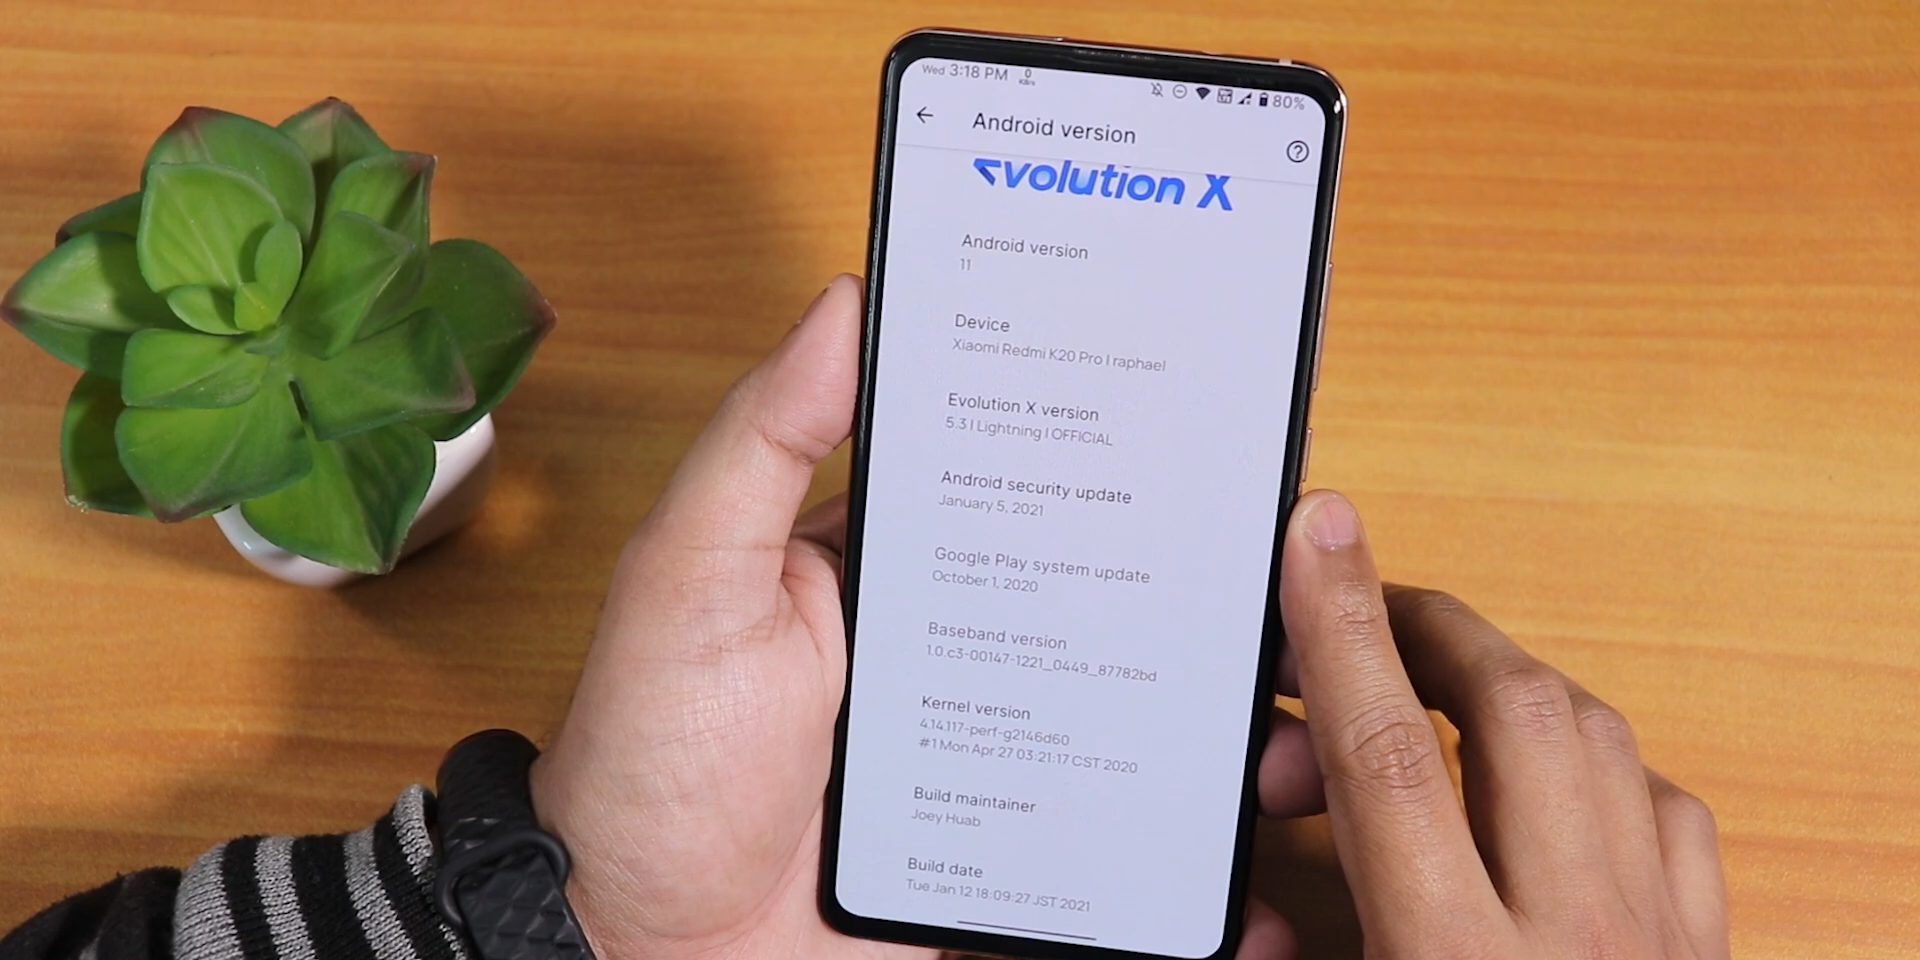 Wed 3:18 PM 0 KB/s 80%
Android version
Evolution X
Android version
11
Device
Xiaomi Redmi K20 Pro | raphael
Evolution X version
5.3 | Lightning | OFFICIAL
Android security update
January 5, 2021
Google Play system update
October 1, 2020
Baseband version
1.0.c3-00147-1221_0449_87782bd
Kernel version
4.14.117-perf-g2146d60
#1 Mon Apr 27 03:21:17 CST 2020
Build maintainer
Joey Huab
Build date
Tue Jan 12 18:09:27 JST 2021